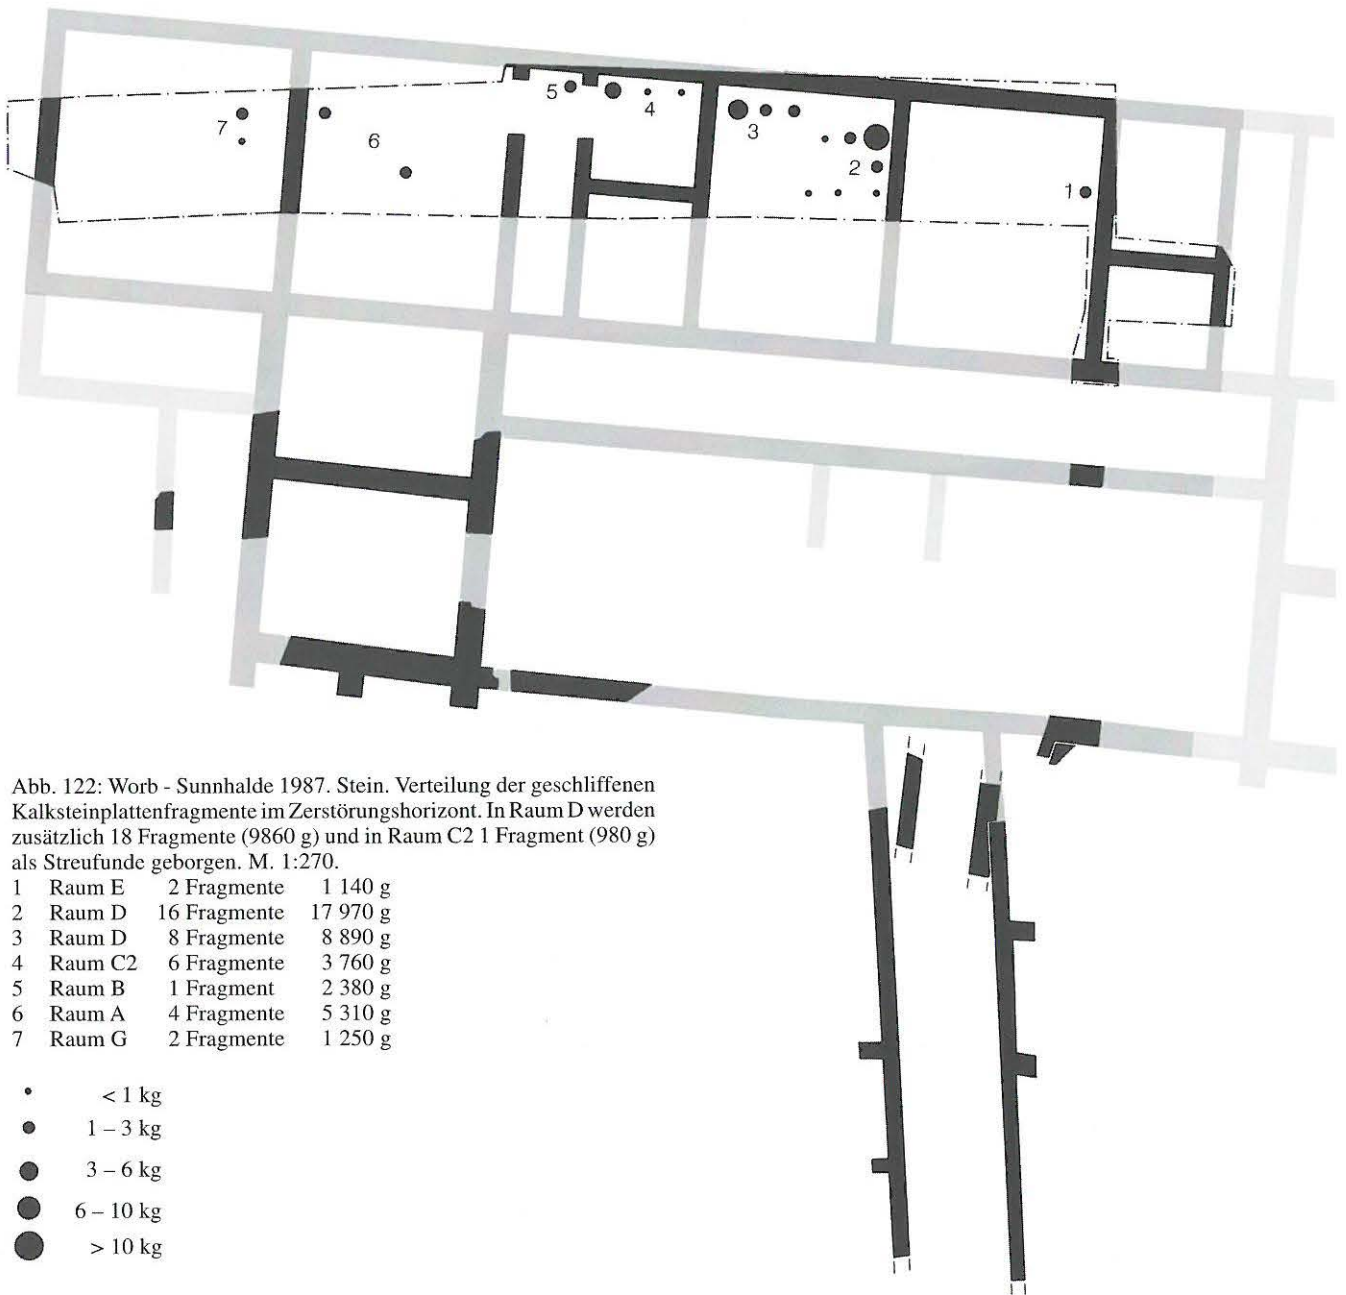 7
6
5
4
3
2
1
Abb. 122: Worb - Sunnhalde 1987. Stein. Verteilung der geschliffenen
Kalksteinplattenfragmente im Zerstörungshorizont. In Raum D werden
zusätzlich 18 Fragmente (9860 g) und in Raum C2 1 Fragment (980 g)
als Streufunde geborgen. M. 1:270.
1 Raum E 2 Fragmente 1 140 g
2 Raum D 16 Fragmente 17 970 g
3 Raum D 8 Fragmente 8 890 g
4 Raum C2 6 Fragmente 3 760 g
5 Raum B 1 Fragment 2 380 g
6 Raum A 4 Fragmente 5 310 g
7 Raum G 2 Fragmente 1 250 g
< 1 kg
1 – 3 kg
3 – 6 kg
6 – 10 kg
> 10 kg